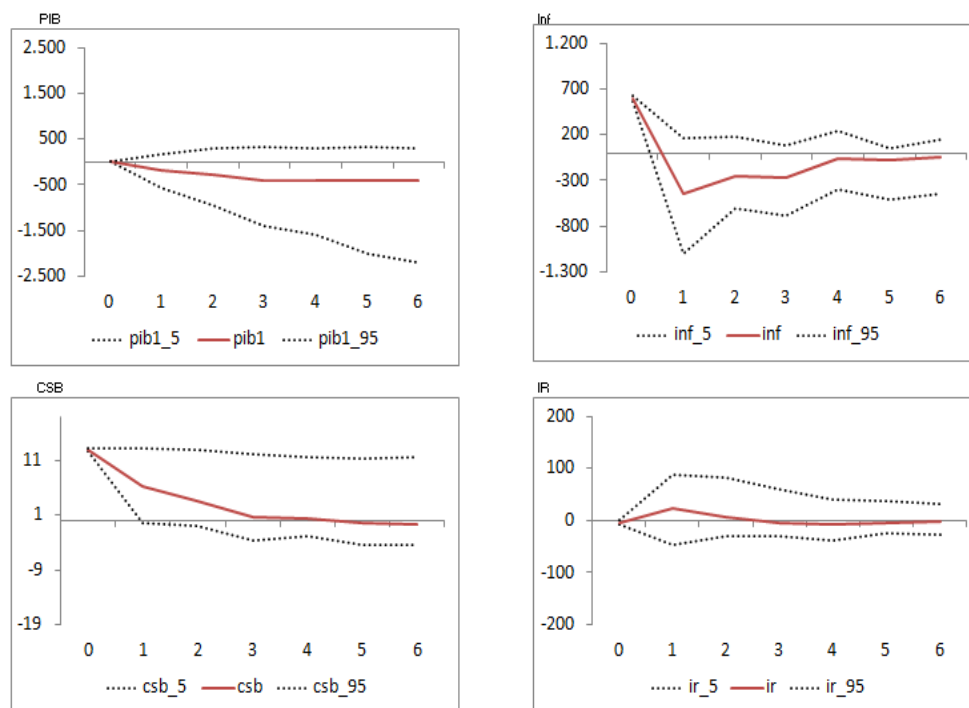 PIB
2.500
1.500
500
-500
-1.500
-2.500
0 1 2 3 4 5 6
pib1_5 pib1 pib1_95
Inf
1.200
700
200
-300
-800
-1.300
0 1 2 3 4 5 6
inf_5 inf inf_95
CSB
11
1
-9
-19
0 1 2 3 4 5 6
csb_5 csb csb_95
IR
200
100
0
-100
-200
0 1 2 3 4 5 6
ir_5 ir ir_95